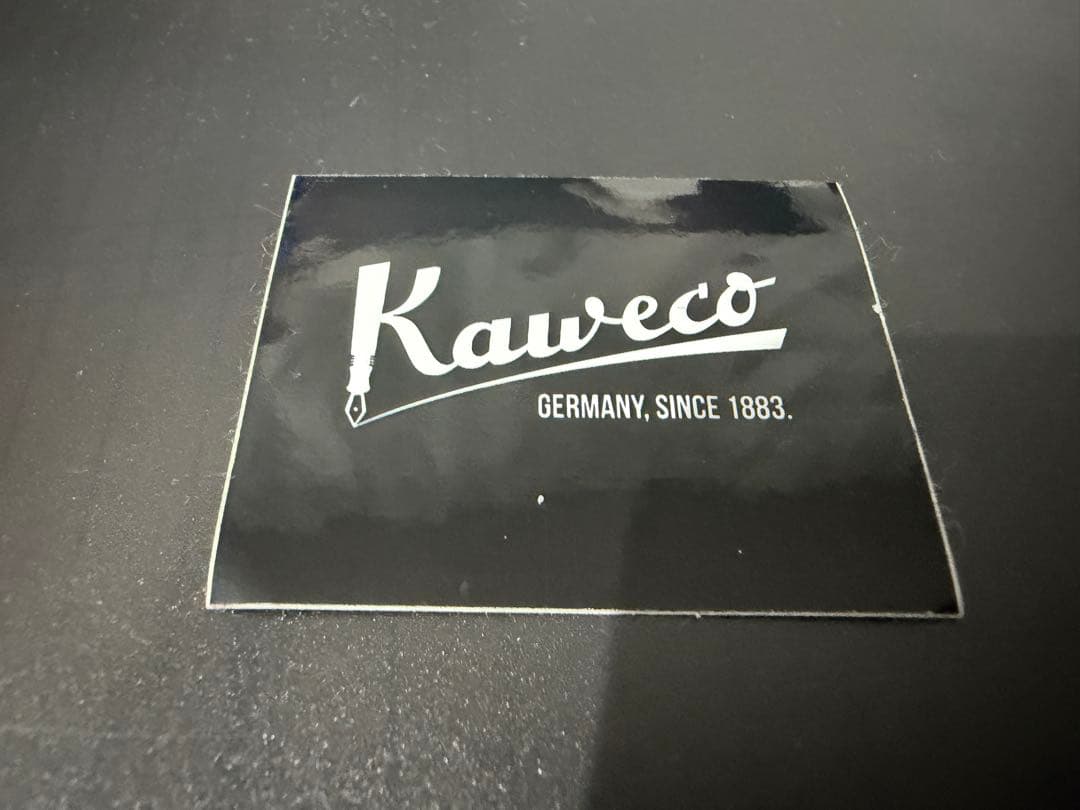 Kaweco
GERMANY, SINCE 1883.